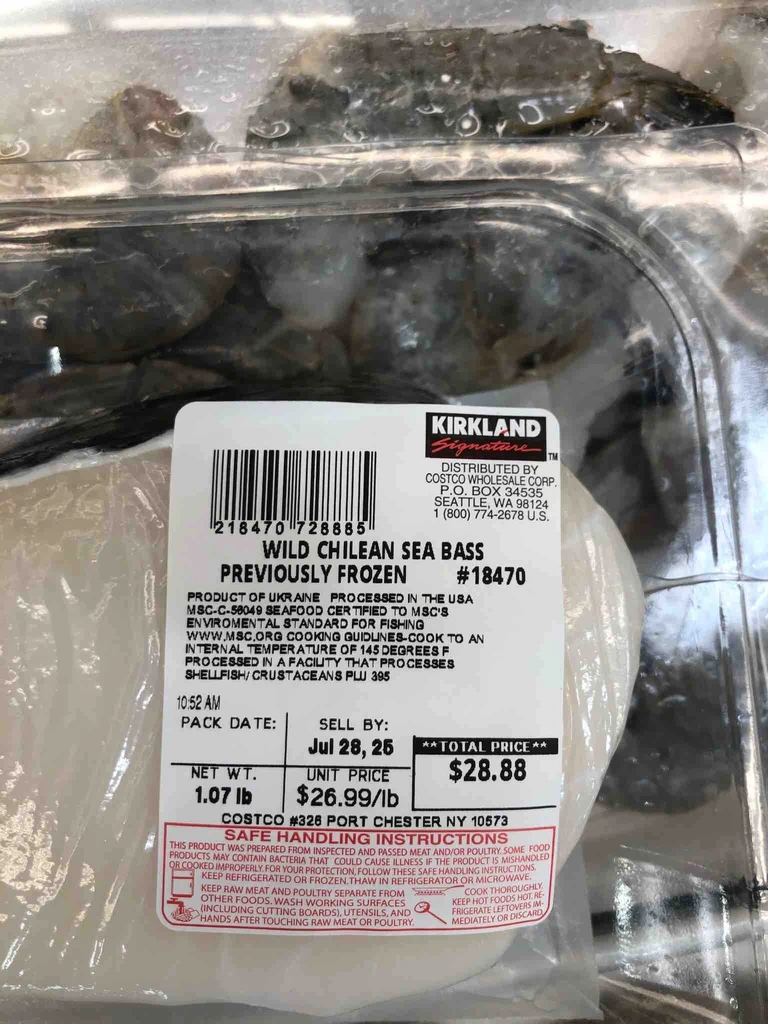 KIRKLAND
Signature TM
DISTRIBUTED BY
COSTCO WHOLESALE CORP.
P.O. BOX 34535
SEATTLE, WA 98124
1 (800) 774-2678 U.S.
218470 728885
WILD CHILEAN SEA BASS
PREVIOUSLY FROZEN #18470
PRODUCT OF UKRAINE PROCESSED IN THE USA
MSC-C-56049 SEAFOOD CERTIFIED TO MSC'S
ENVIROMENTAL STANDARD FOR FISHING
WWW.MSC.ORG COOKING GUIDLINES-COOK TO AN
INTERNAL TEMPERATURE OF 145 DEGREES F
PROCESSED IN A FACILITY THAT PROCESSES
SHELLFISH/ CRUSTACEANS PLU 395
10:52 AM
PACK DATE: SELL BY:
Jul 28, 25
**TOTAL PRICE**
$28.88
NET WT. UNIT PRICE
1.07 lb $26.99/lb
COSTCO #326 PORT CHESTER NY 10573
SAFE HANDLING INSTRUCTIONS
THIS PRODUCT WAS PREPARED FROM INSPECTED AND PASSED MEAT AND/OR POULTRY. SOME FOOD
PRODUCTS MAY CONTAIN BACTERIA THAT COULD CAUSE ILLNESS IF THE PRODUCT IS MISHANDLED
OR COOKED IMPROPERLY. FOR YOUR PROTECTION, FOLLOW THESE SAFE HANDLING INSTRUCTIONS.
KEEP REFRIGERATED OR FROZEN. THAW IN REFRIGERATOR OR MICROWAVE.
KEEP RAW MEAT AND POULTRY SEPARATE FROM
OTHER FOODS. WASH WORKING SURFACES
(INCLUDING CUTTING BOARDS), UTENSILS, AND
HANDS AFTER TOUCHING RAW MEAT OR POULTRY.
COOK THOROUGHLY.
KEEP HOT FOODS HOT. RE-
FRIGERATE LEFTOVERS IM-
MEDIATELY OR DISCARD.